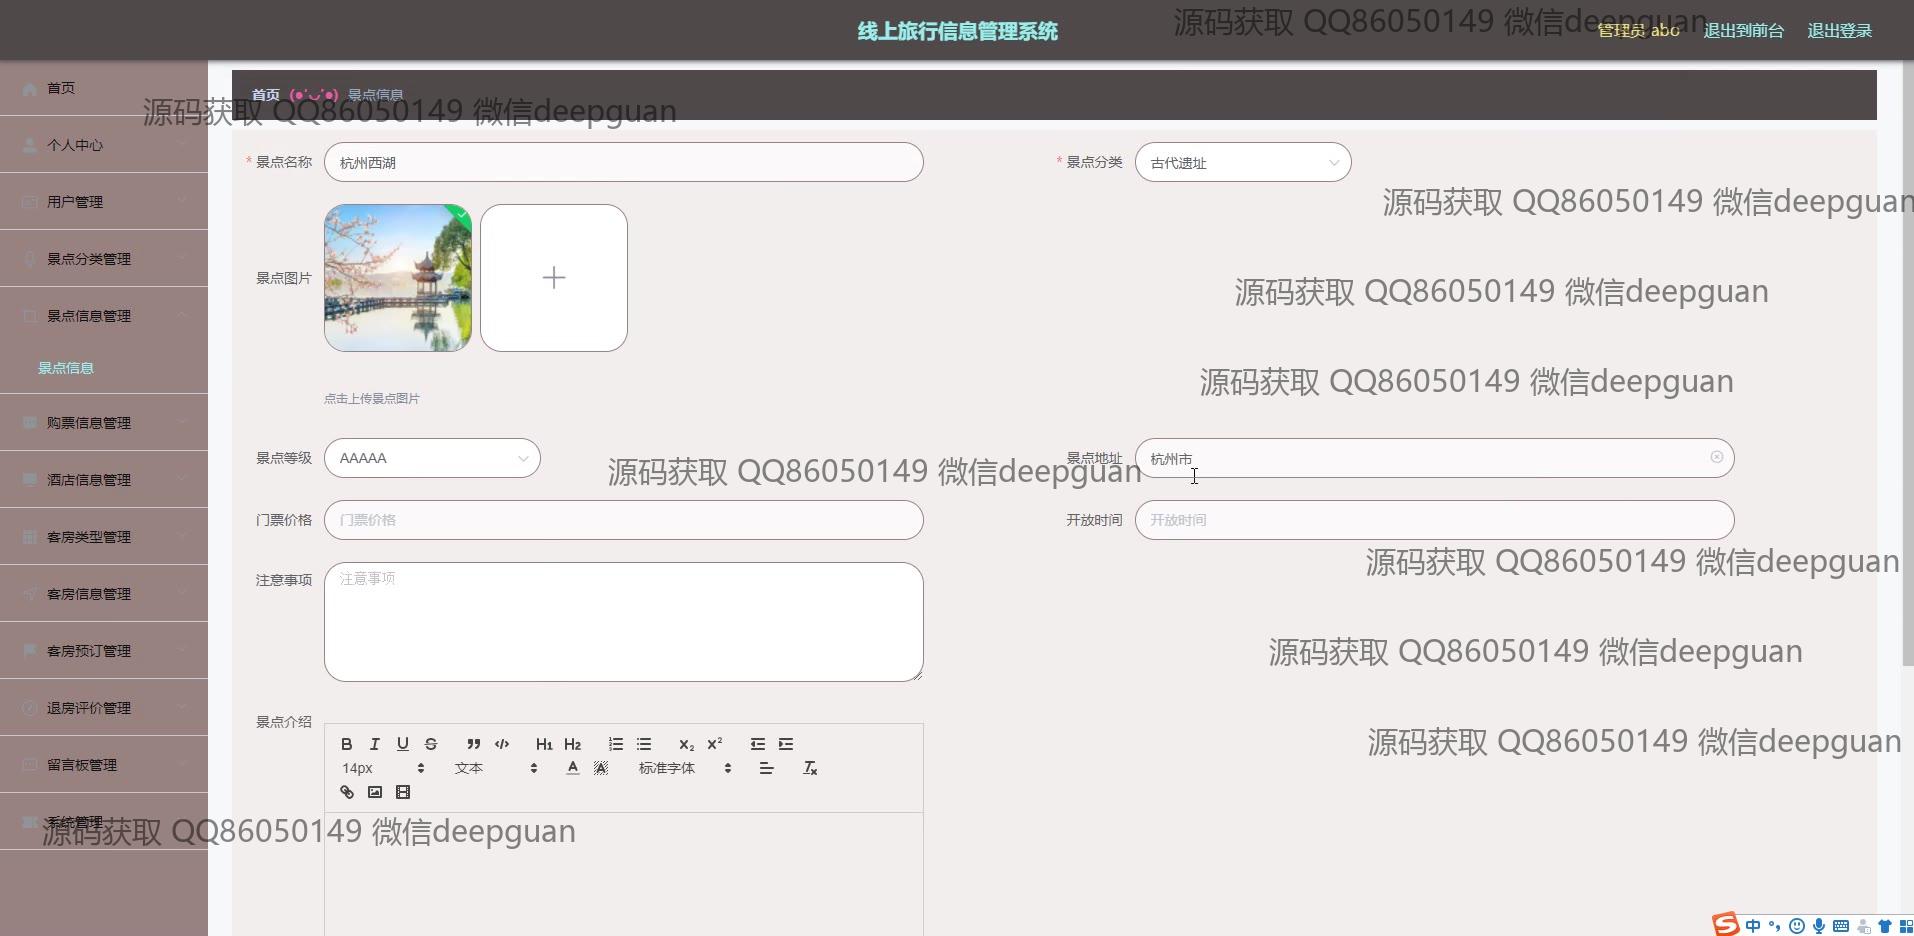 线上旅行信息管理系统
源码获取 QQ86050149 微信deepguan
管理员 abo
退出到前台
退出登录
首页
个人中心
用户管理
景点分类管理
景点信息管理
景点信息
购票信息管理
酒店信息管理
客房类型管理
客房信息管理
客房预订管理
退房评价管理
留言板管理
系统管理
首页 (●'◡'●) 景点信息
源码获取 QQ86050149 微信deepguan
* 景点名称 杭州西湖
* 景点分类 古代遗址
源码获取 QQ86050149 微信deepguan
景点图片
源码获取 QQ86050149 微信deepguan
源码获取 QQ86050149 微信deepguan
点击上传景点图片
景点等级 AAAAA
景点地址 杭州市
源码获取 QQ86050149 微信deepguan
门票价格 门票价格
开放时间 开放时间
源码获取 QQ86050149 微信deepguan
注意事项 注意事项
源码获取 QQ86050149 微信deepguan
景点介绍
B I U S H1 H2 X₂ X²
14px 文本 A A 标准字体 Tx
源码获取 QQ86050149 微信deepguan
源码获取 QQ86050149 微信deepguan
S 中